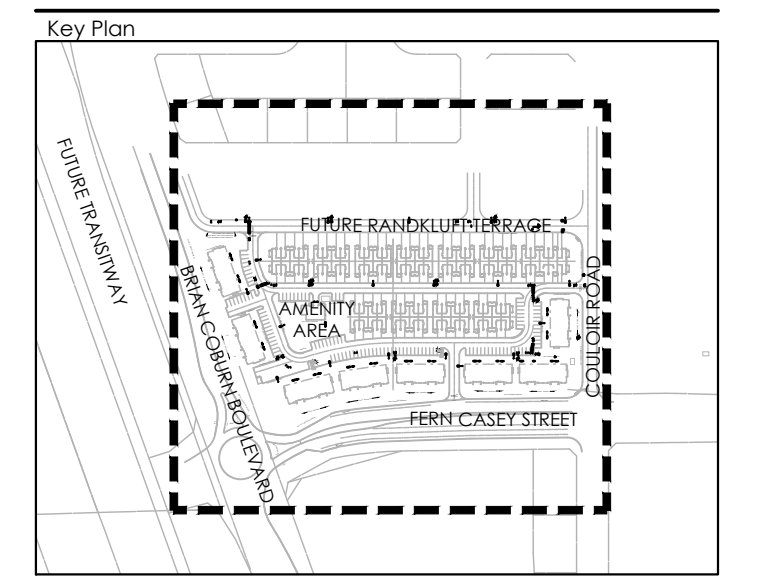 Key Plan
FUTURE TRANSITWAY
FUTURE RANDKLUFT TERRAGE
BRIAN COBURN BOULEVARD
AMENITY
AREA
COULOIR ROAD
FERN CASEY STREET